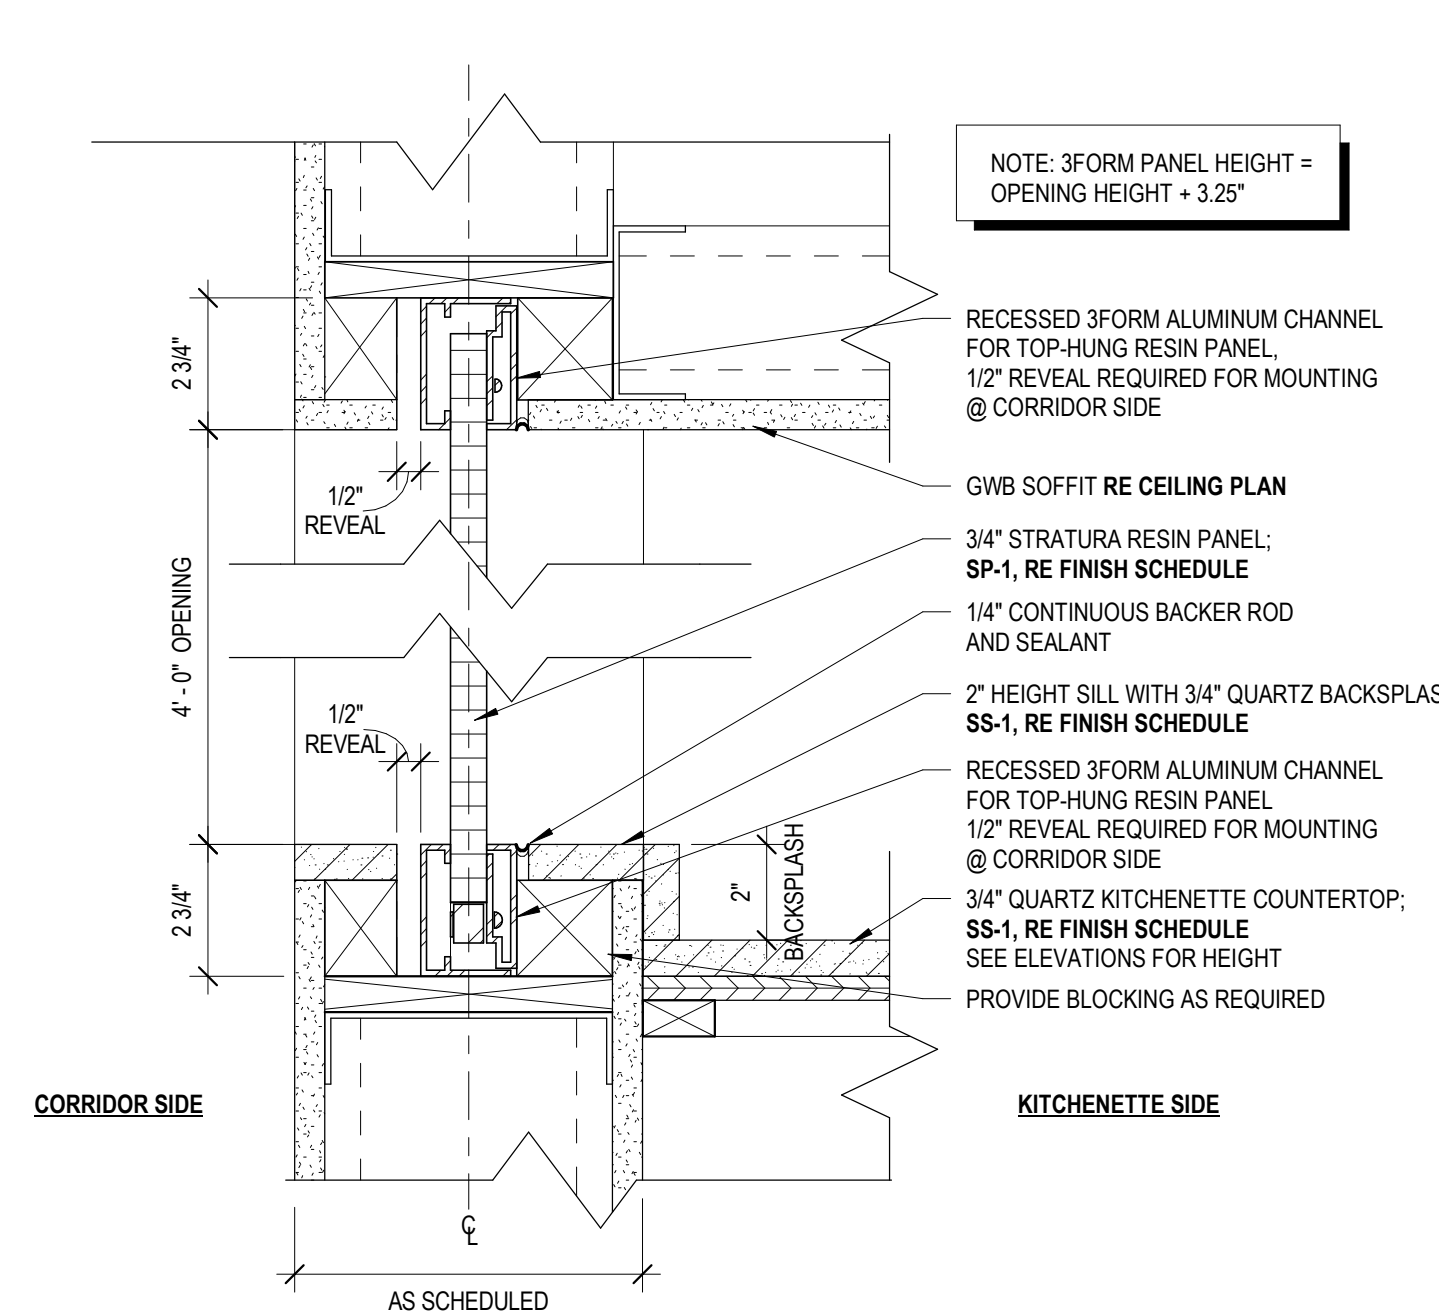 NOTE: 3FORM PANEL HEIGHT =
OPENING HEIGHT + 3.25"
RECESSED 3FORM ALUMINUM CHANNEL
FOR TOP-HUNG RESIN PANEL,
1/2" REVEAL REQUIRED FOR MOUNTING
@ CORRIDOR SIDE
GWB SOFFIT RE CEILING PLAN
3/4" STRATURA RESIN PANEL;
SP-1, RE FINISH SCHEDULE
1/4" CONTINUOUS BACKER ROD
AND SEALANT
2" HEIGHT SILL WITH 3/4" QUARTZ BACKSPLAS
SS-1, RE FINISH SCHEDULE
RECESSED 3FORM ALUMINUM CHANNEL
FOR TOP-HUNG RESIN PANEL
1/2" REVEAL REQUIRED FOR MOUNTING
@ CORRIDOR SIDE
3/4" QUARTZ KITCHENETTE COUNTERTOP;
SS-1, RE FINISH SCHEDULE
SEE ELEVATIONS FOR HEIGHT
PROVIDE BLOCKING AS REQUIRED
2 3/4"
1/2"
REVEAL
4' - 0" OPENING
1/2"
REVEAL
2 3/4"
2"
BACKSPLASH
CORRIDOR SIDE
KITCHENETTE SIDE
℄
AS SCHEDULED